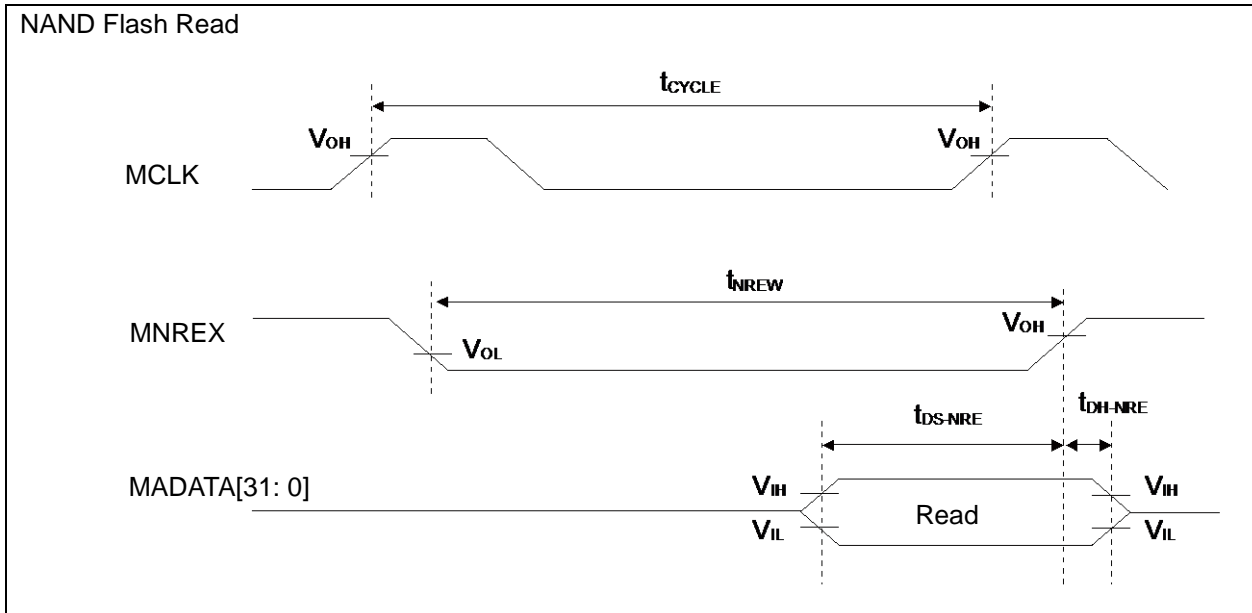 NAND Flash Read
tCYCLE
VOH
VOH
MCLK
tNREW
MNREX
VOL
VOH
tDS-NRE
tDH-NRE
MADATA[31: 0]
VIH
VIH
Read
VIL
VIL